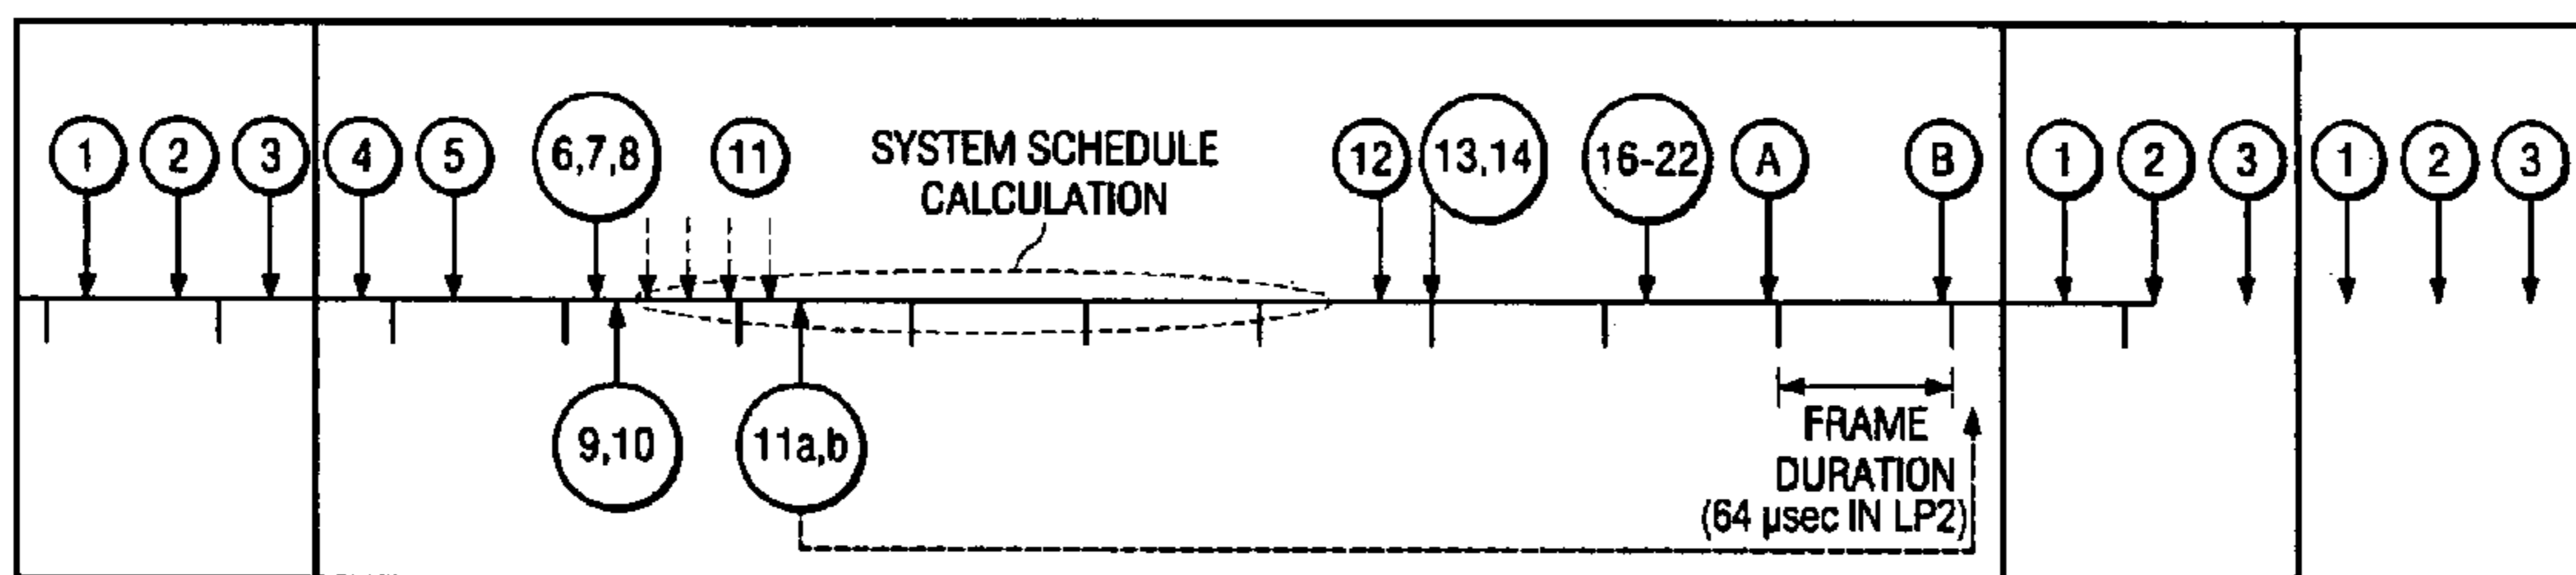 1 2 3 4 5 6,7,8 11 SYSTEM SCHEDULE 12 13,14 16-22 A B 1 2 3 1 2 3
CALCULATION
9,10 11a,b FRAME
DURATION
(64 µsec IN LP2)